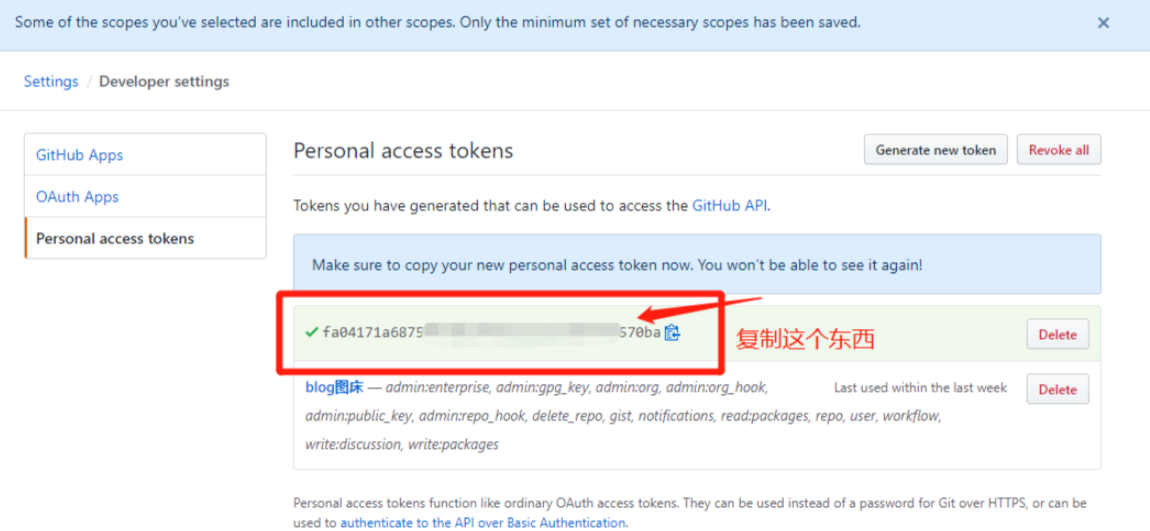 Some of the scopes you've selected are included in other scopes. Only the minimum set of necessary scopes has been saved.
Settings / Developer settings
GitHub Apps
OAuth Apps
Personal access tokens
Personal access tokens
Generate new token
Revoke all
Tokens you have generated that can be used to access the GitHub API.
Make sure to copy your new personal access token now. You won't be able to see it again!
fa04171a6875 570ba
复制这个东西
Delete
blog图床 — admin:enterprise, admin:gpg_key, admin:org, admin:org_hook,
admin:public_key, admin:repo_hook, delete_repo, gist, notifications, read:packages, repo, user, workflow,
write:discussion, write:packages
Last used within the last week
Delete
Personal access tokens function like ordinary OAuth access tokens. They can be used instead of a password for Git over HTTPS, or can be
used to authenticate to the API over Basic Authentication.